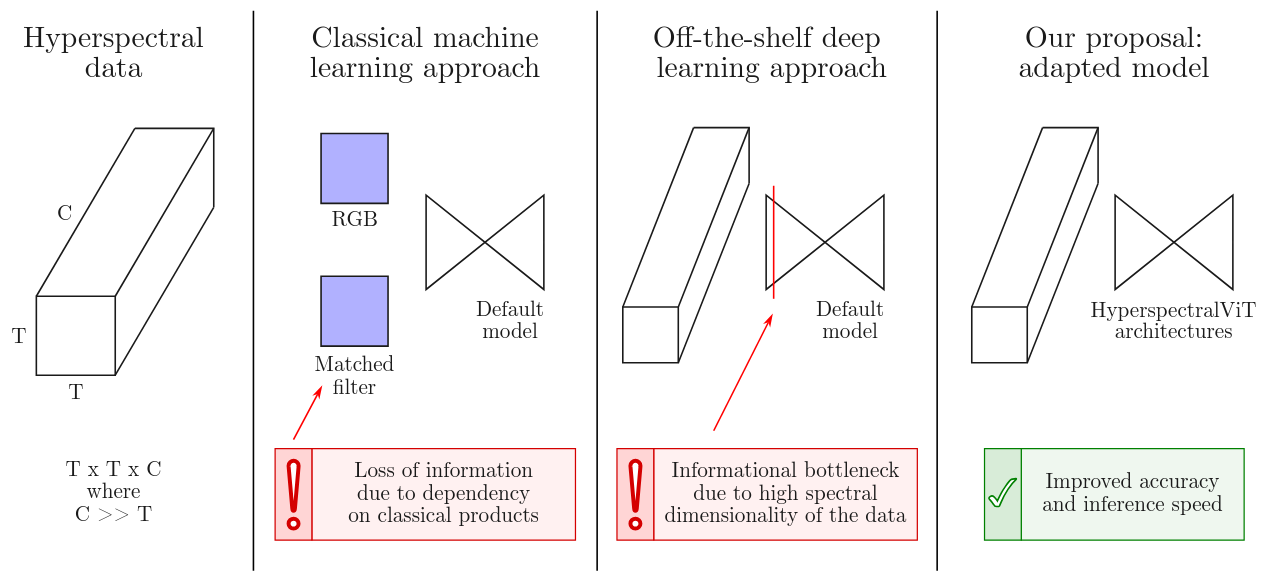 Hyperspectral
data
C
T
T
T x T x C
where
C >> T
Classical machine
learning approach
RGB
Matched
filter
Default
model
Loss of information
due to dependency
on classical products
Off-the-shelf deep
learning approach
Default
model
Informational bottleneck
due to high spectral
dimensionality of the data
Our proposal:
adapted model
HyperspectralViT
architectures
Improved accuracy
and inference speed